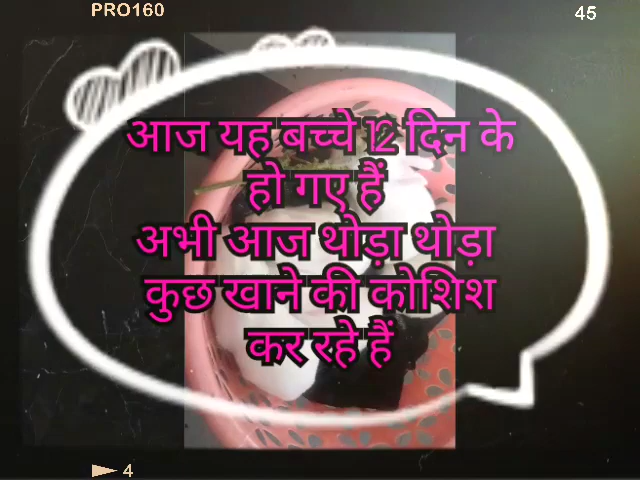 PRO160
45
आज यह बच्चे 12 दिन के
हो गए हैं
अभी आज थोड़ा थोड़ा
कुछ खाने की कोशिश
कर रहे हैं
4